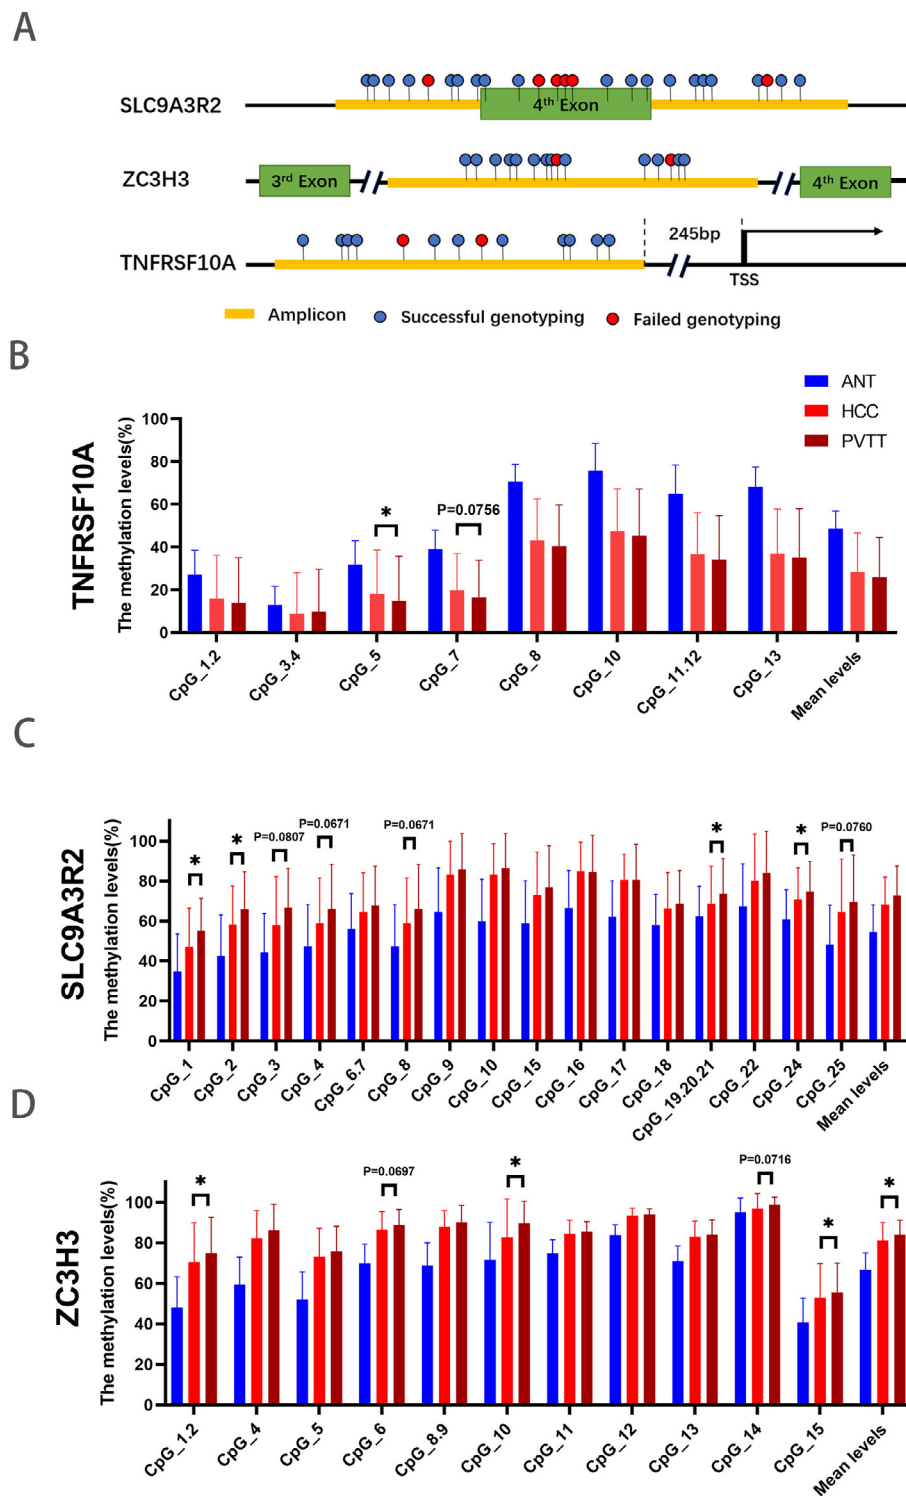 A
SLC9A3R2
4th Exon
ZC3H3
3rd Exon
4th Exon
TNFRSF10A
245bp
TSS
Amplicon
Successful genotyping
Failed genotyping
B
ANT
HCC
PVTT
TNFRSF10A
The methylation levels(%)
100
80
60
40
20
0
*
P=0.0756
CpG_1.2
CpG_3.4
CpG_5
CpG_7
CpG_8
CpG_10
CpG_11.12
CpG_13
Mean levels
C
SLC9A3R2
The methylation levels(%)
100
80
60
40
20
0
*
*
P=0.0807
P=0.0671
P=0.0671
*
*
P=0.0760
CpG_1
CpG_2
CpG_3
CpG_4
CpG_6.7
CpG_8
CpG_9
CpG_10
CpG_15
CpG_16
CpG_17
CpG_18
CpG_19.20.21
CpG_22
CpG_24
CpG_25
Mean levels
D
ZC3H3
The methylation levels(%)
100
80
60
40
20
0
*
P=0.0697
*
P=0.0716
*
*
CpG_1.2
CpG_4
CpG_5
CpG_6
CpG_8.9
CpG_10
CpG_11
CpG_12
CpG_13
CpG_14
CpG_15
Mean levels